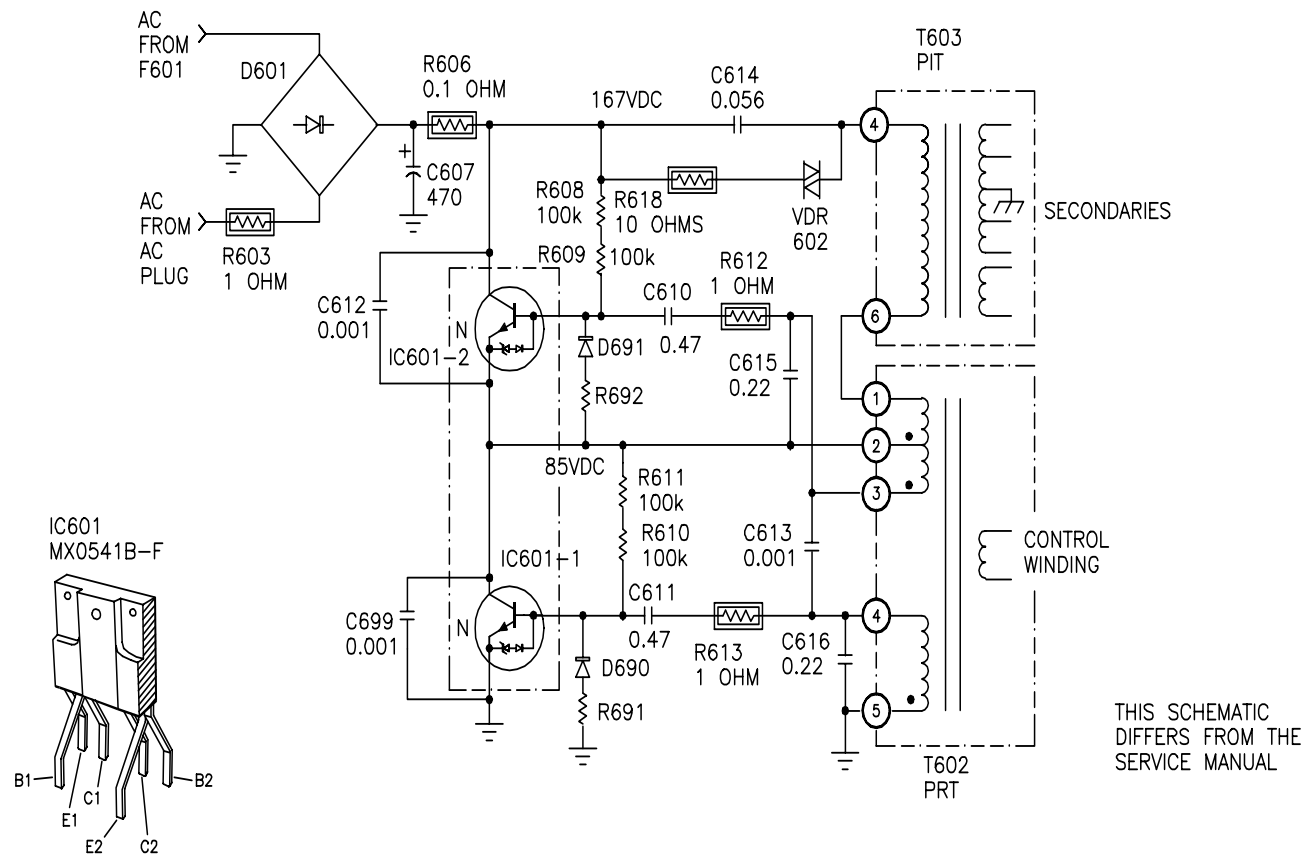 AC
FROM
F601
D601
R606
0.1 OHM
167VDC
C614
0.056
T603
PIT
4
+
C607
470
R608
100k
R618
10 OHMS
VDR
602
SECONDARIES
AC
FROM
AC
PLUG
R603
1 OHM
R609
100k
R612
1 OHM
C612
0.001
N
IC601-2
C610
0.47
6
D691
R692
C615
0.22
1
2
3
85VDC
R611
100k
R610
100k
C613
0.001
CONTROL
WINDING
IC601
MX0541B-F
IC601-1
C699
0.001
N
C611
0.47
4
D690
R691
R613
1 OHM
C616
0.22
5
T602
PRT
B1
E1
C1
E2
C2
B2
THIS SCHEMATIC
DIFFERS FROM THE
SERVICE MANUAL